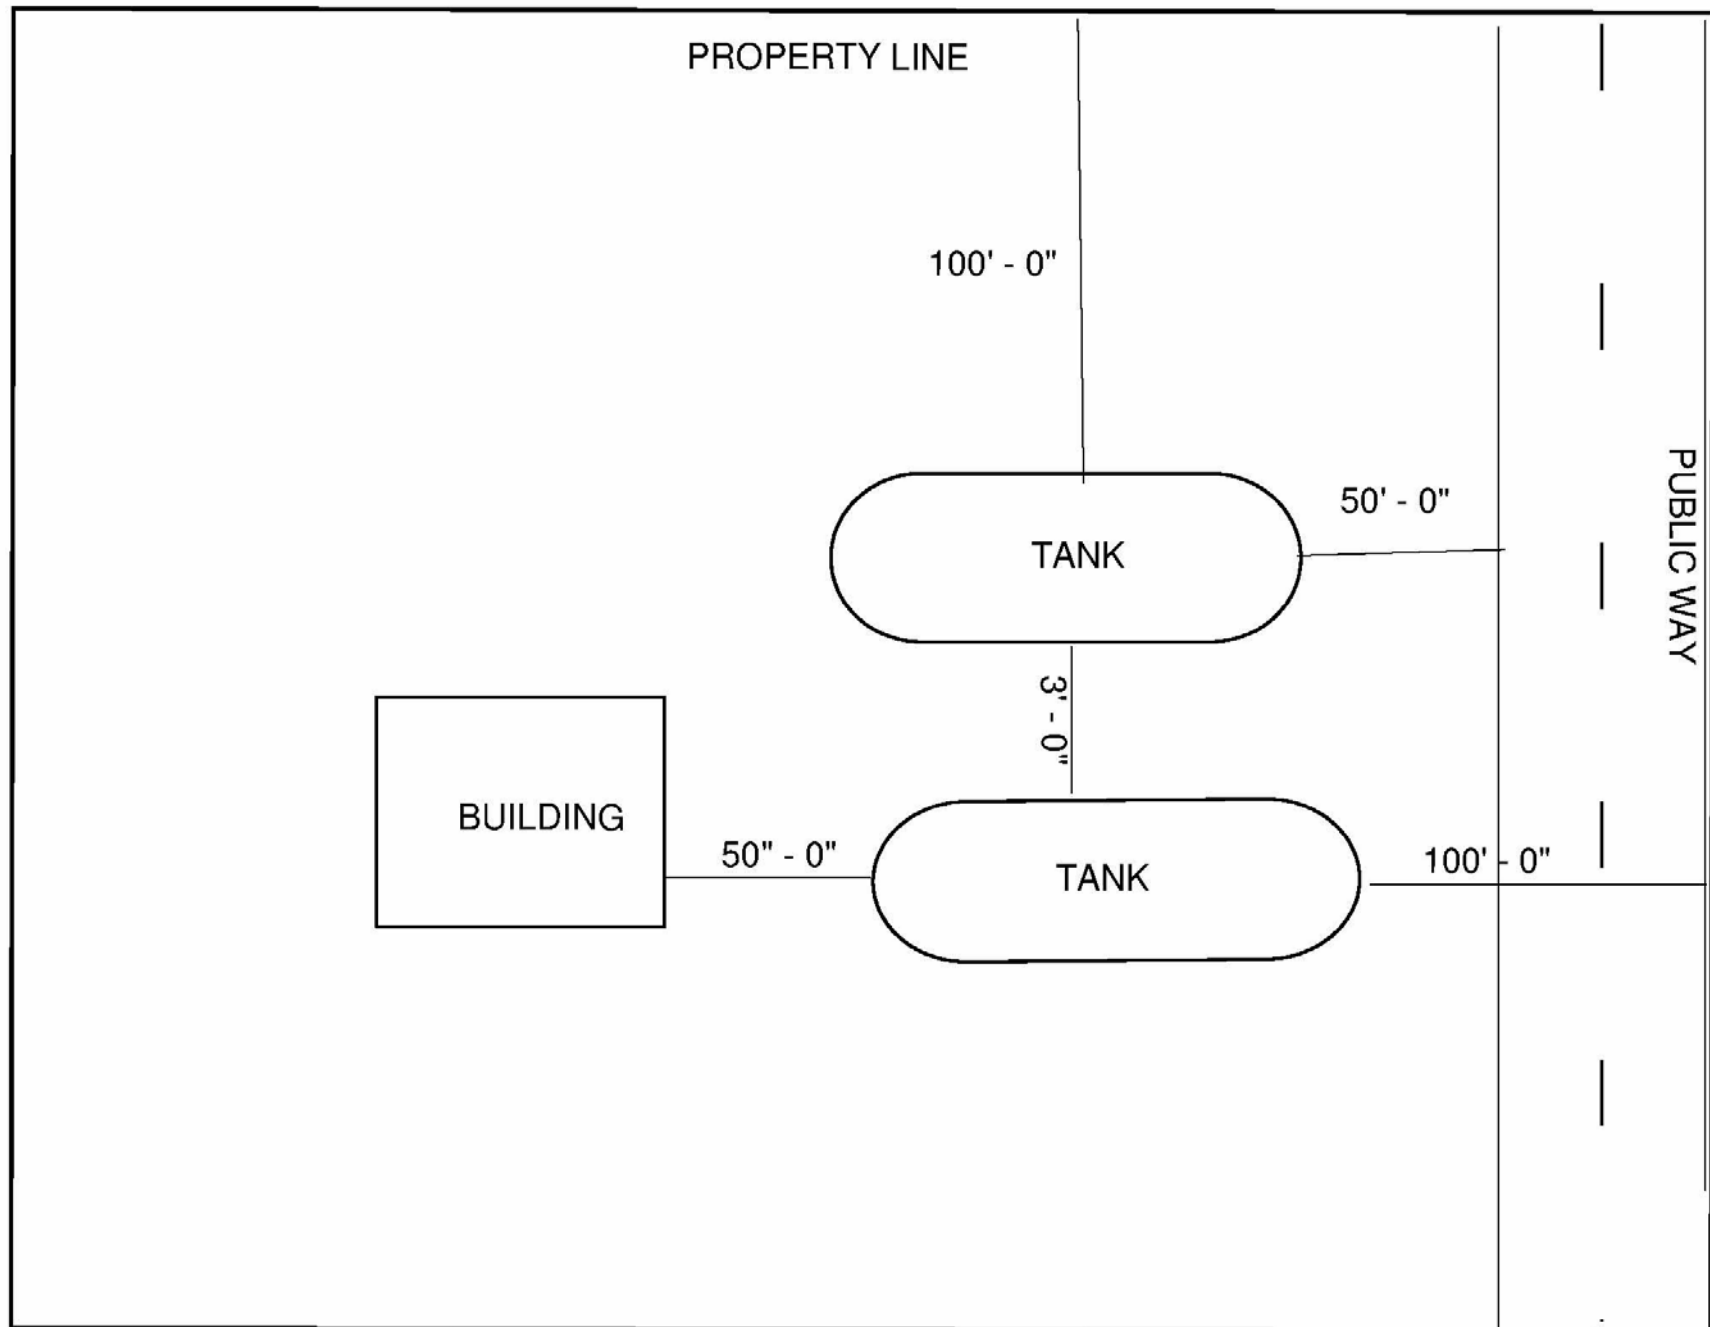 PROPERTY LINE
100' - 0"
50' - 0"
TANK
PUBLIC WAY
3' - 0"
BUILDING
50" - 0"
TANK
100' - 0"